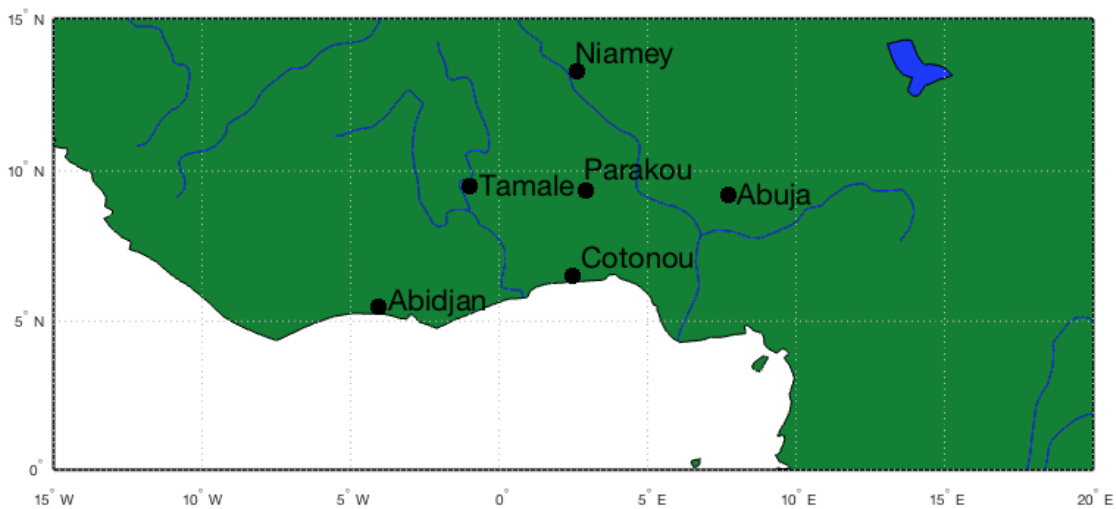 15° N
Niamey
10° N
Parakou
Tamale
Abuja
Cotonou
Abidjan
5° N
0°
15° W
10° W
5° W
0°
5° E
10° E
15° E
20° E